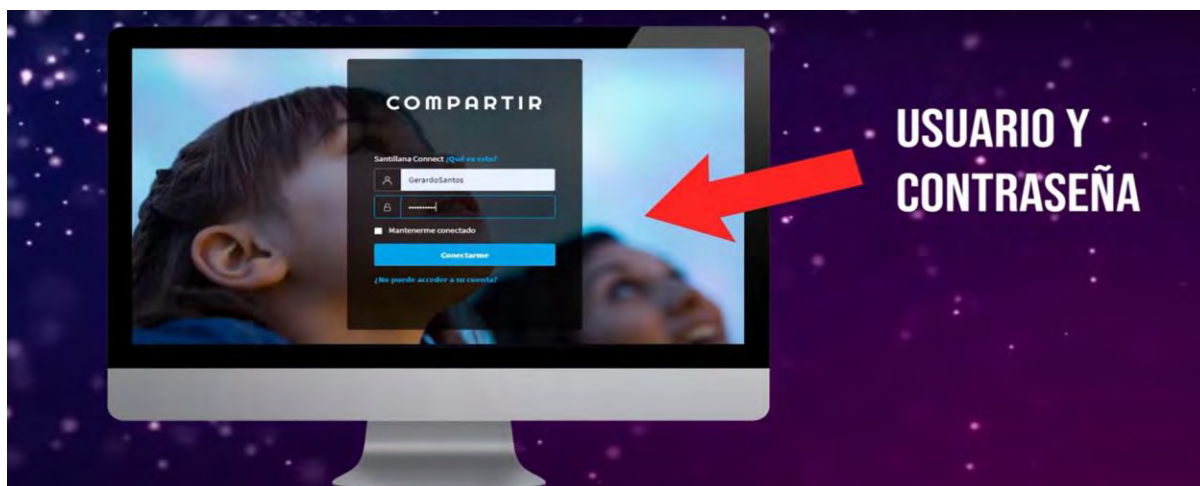 COMPARTIR
Santillana Connect ¿Qué es esto?
GerardoSantos
Mantenerme conectado
Conectarme
¿No puede acceder a su cuenta?
USUARIO Y
CONTRASEÑA